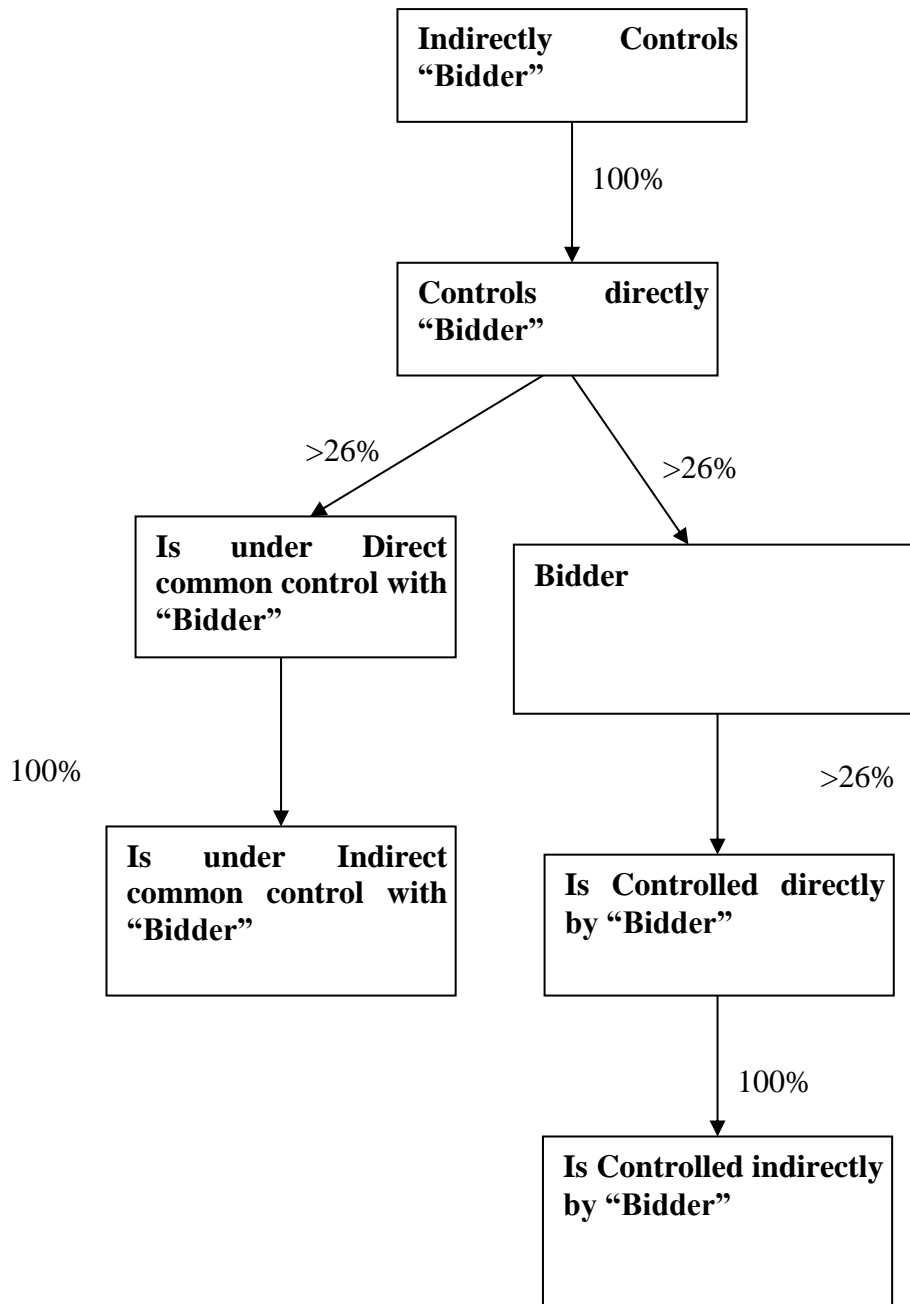 Indirectly Controls
“Bidder”
100%
Controls directly
“Bidder”
>26%
>26%
Is under Direct
common control with
“Bidder”
Bidder
100%
>26%
Is under Indirect
common control with
“Bidder”
Is Controlled directly
by “Bidder”
100%
Is Controlled indirectly
by “Bidder”